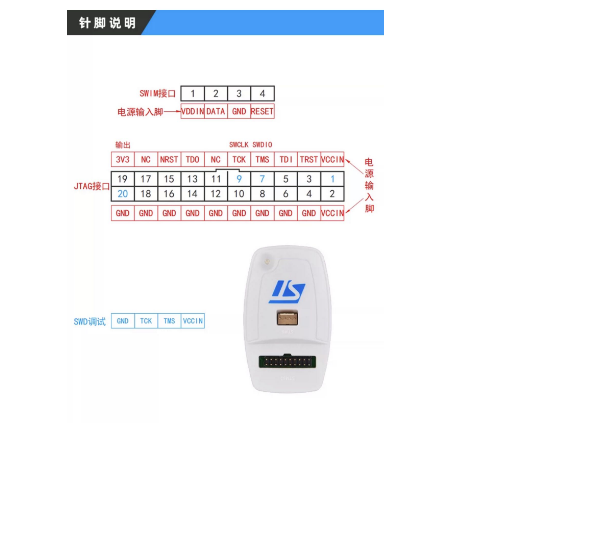 针脚说明
SWIM接口 1 2 3 4
电源输入脚 VDDIN DATA GND RESET
输出 SWCLK SWDIO
3V3 NC NRST TDO NC TCK TMS TDI TRST VCCIN
JTAG接口
19 17 15 13 11 9 7 5 3 1
20 18 16 14 12 10 8 6 4 2
GND GND GND GND GND GND GND GND GND VCCIN
电源输入脚
SWD调试 GND TCK TMS VCCIN